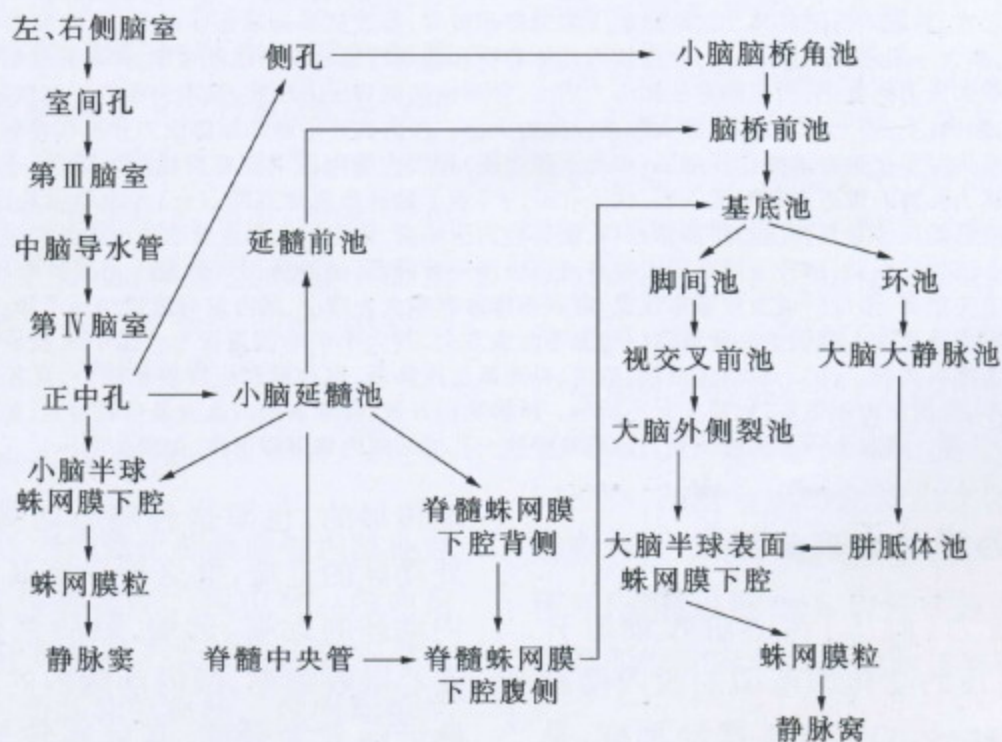 左、右侧脑室
室间孔
第Ⅲ脑室
中脑导水管
第Ⅳ脑室
正中孔
小脑半球
蛛网膜下腔
蛛网膜粒
静脉窦
侧孔
延髓前池
小脑延髓池
脊髓中央管
脊髓蛛网膜
下腔背侧
脊髓蛛网膜
下腔腹侧
小脑脑桥角池
脑桥前池
基底池
脚间池
环池
视交叉前池
大脑大静脉池
大脑外侧裂池
大脑半球表面
蛛网膜下腔
胼胝体池
蛛网膜粒
静脉窝